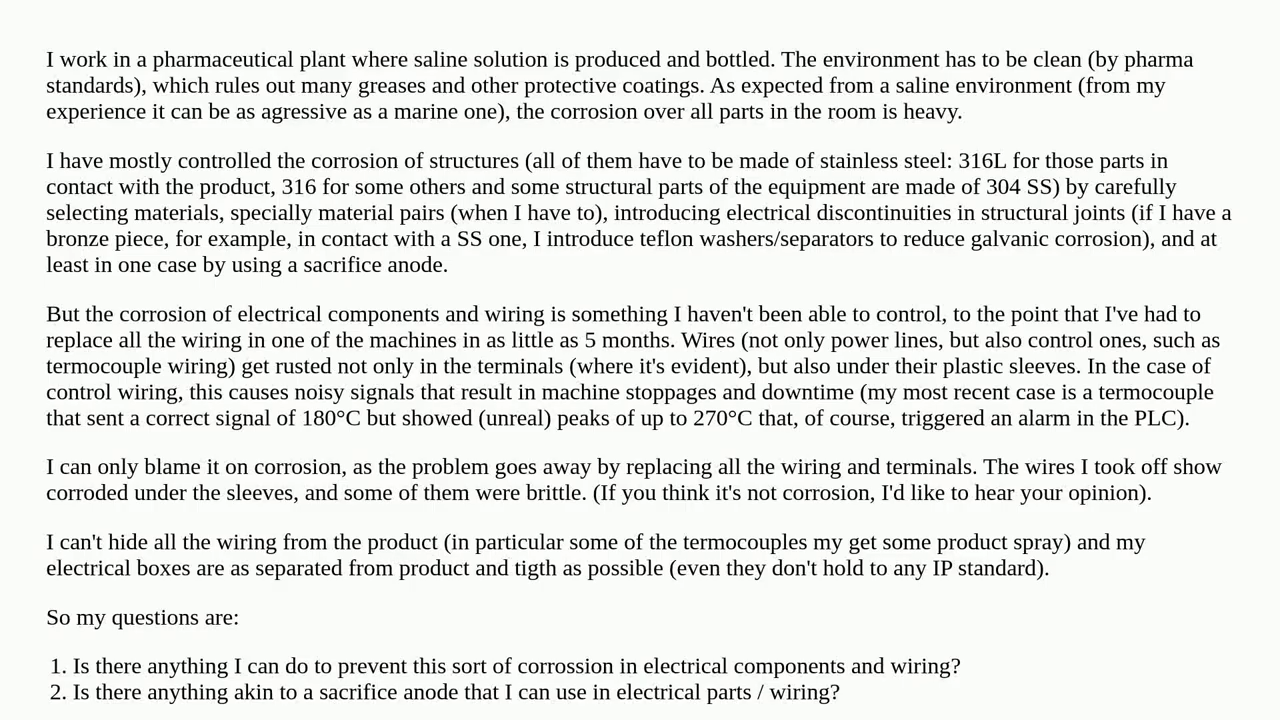 I work in a pharmaceutical plant where saline solution is produced and bottled. The environment has to be clean (by pharma
standards), which rules out many greases and other protective coatings. As expected from a saline environment (from my
experience it can be as agressive as a marine one), the corrosion over all parts in the room is heavy.
I have mostly controlled the corrosion of structures (all of them have to be made of stainless steel: 316L for those parts in
contact with the product, 316 for some others and some structural parts of the equipment are made of 304 SS) by carefully
selecting materials, specially material pairs (when I have to), introducing electrical discontinuities in structural joints (if I have a
bronze piece, for example, in contact with a SS one, I introduce teflon washers/separators to reduce galvanic corrosion), and at
least in one case by using a sacrifice anode.
But the corrosion of electrical components and wiring is something I haven't been able to control, to the point that I've had to
replace all the wiring in one of the machines in as little as 5 months. Wires (not only power lines, but also control ones, such as
termocouple wiring) get rusted not only in the terminals (where it's evident), but also under their plastic sleeves. In the case of
control wiring, this causes noisy signals that result in machine stoppages and downtime (my most recent case is a termocouple
that sent a correct signal of 180°C but showed (unreal) peaks of up to 270°C that, of course, triggered an alarm in the PLC).
I can only blame it on corrosion, as the problem goes away by replacing all the wiring and terminals. The wires I took off show
corroded under the sleeves, and some of them were brittle. (If you think it's not corrosion, I'd like to hear your opinion).
I can't hide all the wiring from the product (in particular some of the termocouples my get some product spray) and my
electrical boxes are as separated from product and tigth as possible (even they don't hold to any IP standard).
So my questions are:
1. Is there anything I can do to prevent this sort of corrossion in electrical components and wiring?
2. Is there anything akin to a sacrifice anode that I can use in electrical parts / wiring?